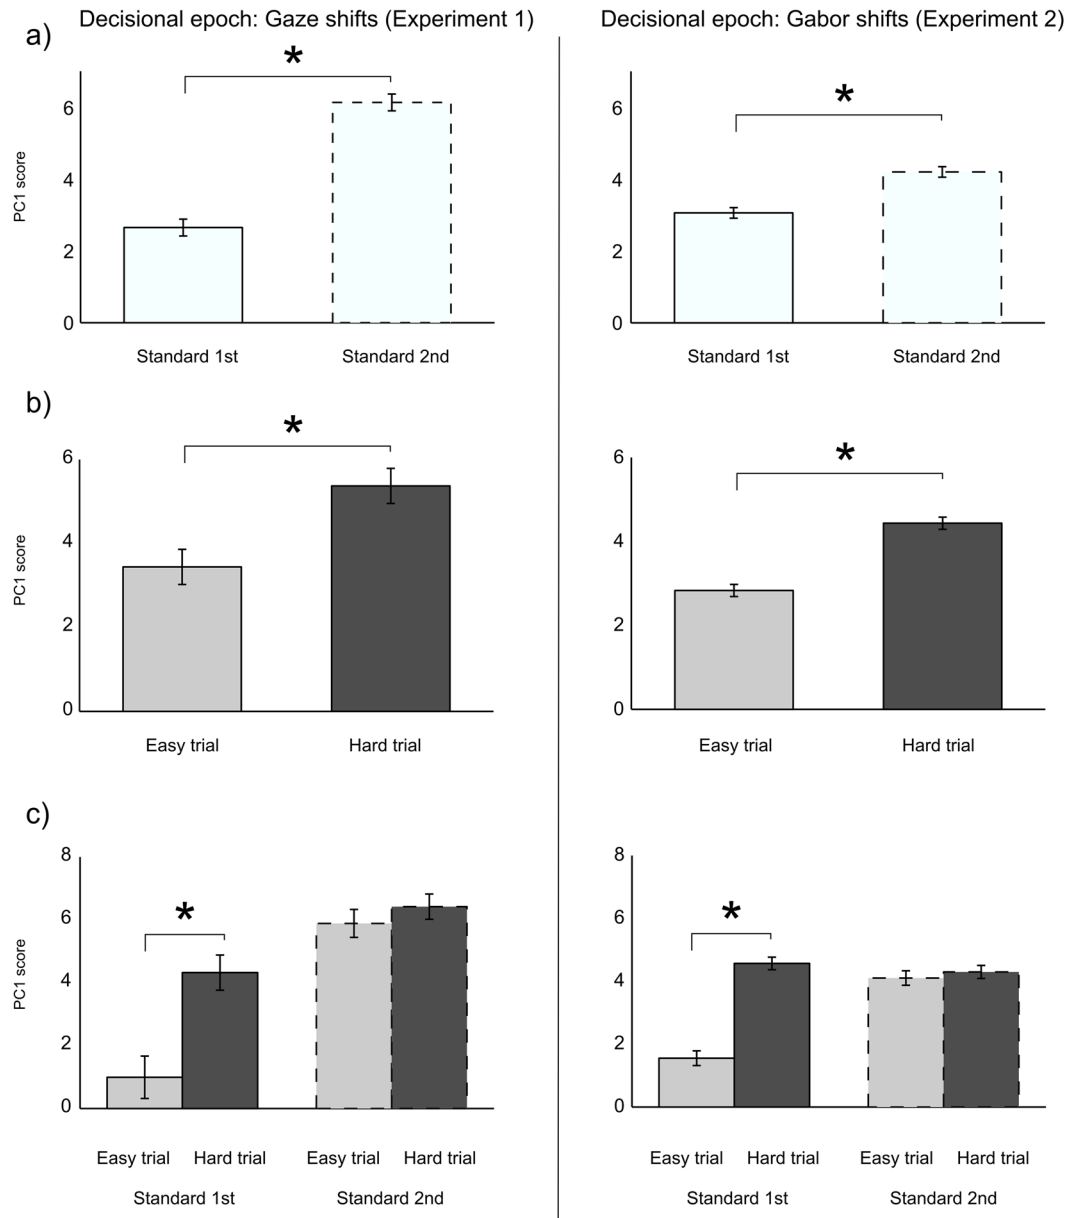 Decisional epoch: Gaze shifts (Experiment 1)
Decisional epoch: Gabor shifts (Experiment 2)
a)
*
6
4
2
0
PC1 score
Standard 1st
Standard 2nd
*
6
4
2
0
Standard 1st
Standard 2nd
b)
*
6
4
2
0
PC1 score
Easy trial
Hard trial
*
6
4
2
0
Easy trial
Hard trial
c)
8
6
4
2
0
PC1 score
*
Easy trial Hard trial Easy trial Hard trial
Standard 1st Standard 2nd
8
6
4
2
0
*
Easy trial Hard trial Easy trial Hard trial
Standard 1st Standard 2nd